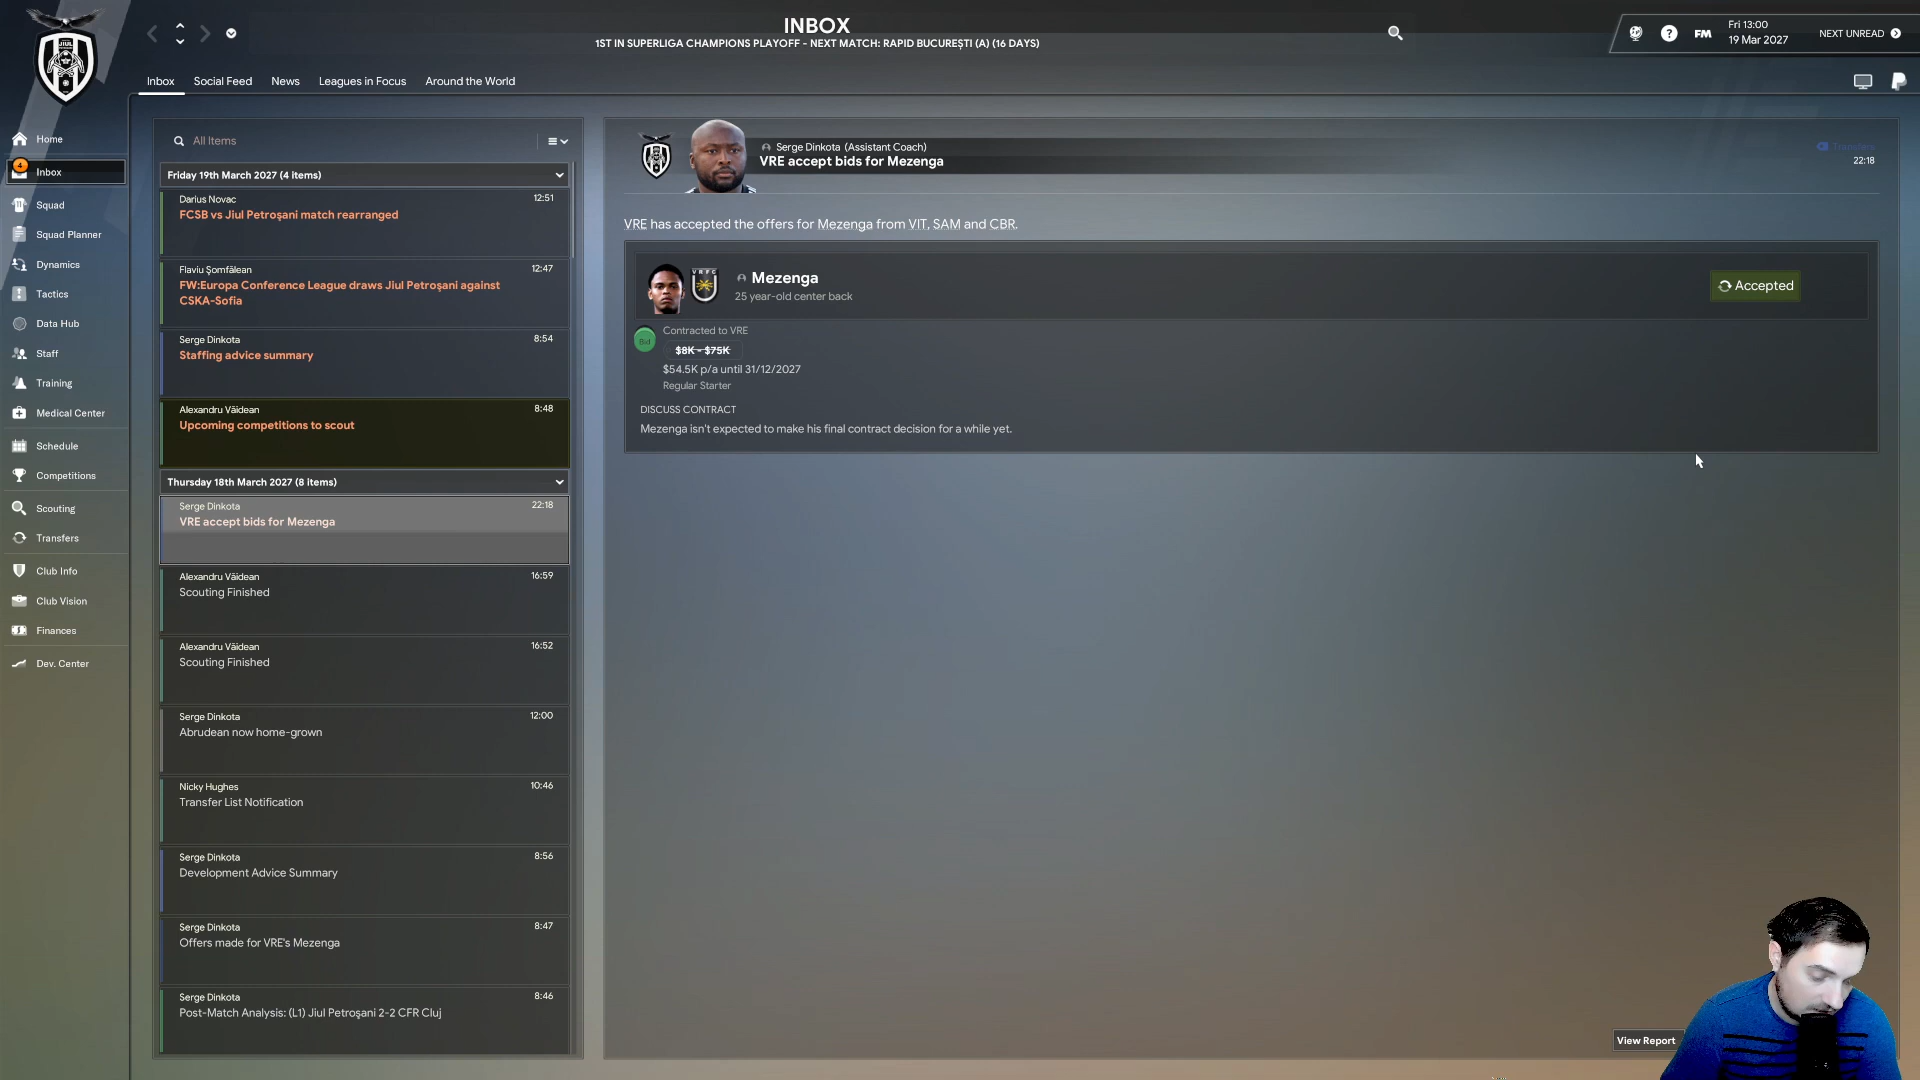 INBOX
1ST IN SUPERLIGA CHAMPIONS PLAYOFF - NEXT MATCH: RAPID BUCUREȘTI (A) (16 DAYS)
FM
Fri 13:00
19 Mar 2027
NEXT UNREAD
Inbox
Social Feed
News
Leagues in Focus
Around the World
Home
4
Inbox
Squad
Squad Planner
Dynamics
Tactics
Data Hub
Staff
Training
Medical Center
Schedule
Competitions
Scouting
Transfers
Club Info
Club Vision
Finances
Dev. Center
All Items
Friday 19th March 2027 (4 items)
Darius Novac
12:51
FCSB vs Jiul Petroşani match rearranged
Flaviu Şomfălean
12:47
FW:Europa Conference League draws Jiul Petroşani against
CSKA-Sofia
Serge Dinkota
8:54
Staffing advice summary
Alexandru Văidean
8:48
Upcoming competitions to scout
Thursday 18th March 2027 (8 items)
Serge Dinkota
22:18
VRE accept bids for Mezenga
Alexandru Văidean
16:59
Scouting Finished
Alexandru Văidean
16:52
Scouting Finished
Serge Dinkota
12:00
Abrudean now home-grown
Nicky Hughes
10:46
Transfer List Notification
Serge Dinkota
8:56
Development Advice Summary
Serge Dinkota
8:47
Offers made for VRE's Mezenga
Serge Dinkota
8:46
Post-Match Analysis: (L1) Jiul Petroşani 2-2 CFR Cluj
Serge Dinkota (Assistant Coach)
VRE accept bids for Mezenga
Transfers
22:18
VRE has accepted the offers for Mezenga from VIT, SAM and CBR.
Mezenga
25 year-old center back
Accepted
Bid
Contracted to VRE
$8K - $75K
$54.5K p/a until 31/12/2027
Regular Starter
DISCUSS CONTRACT
Mezenga isn't expected to make his final contract decision for a while yet.
View Report